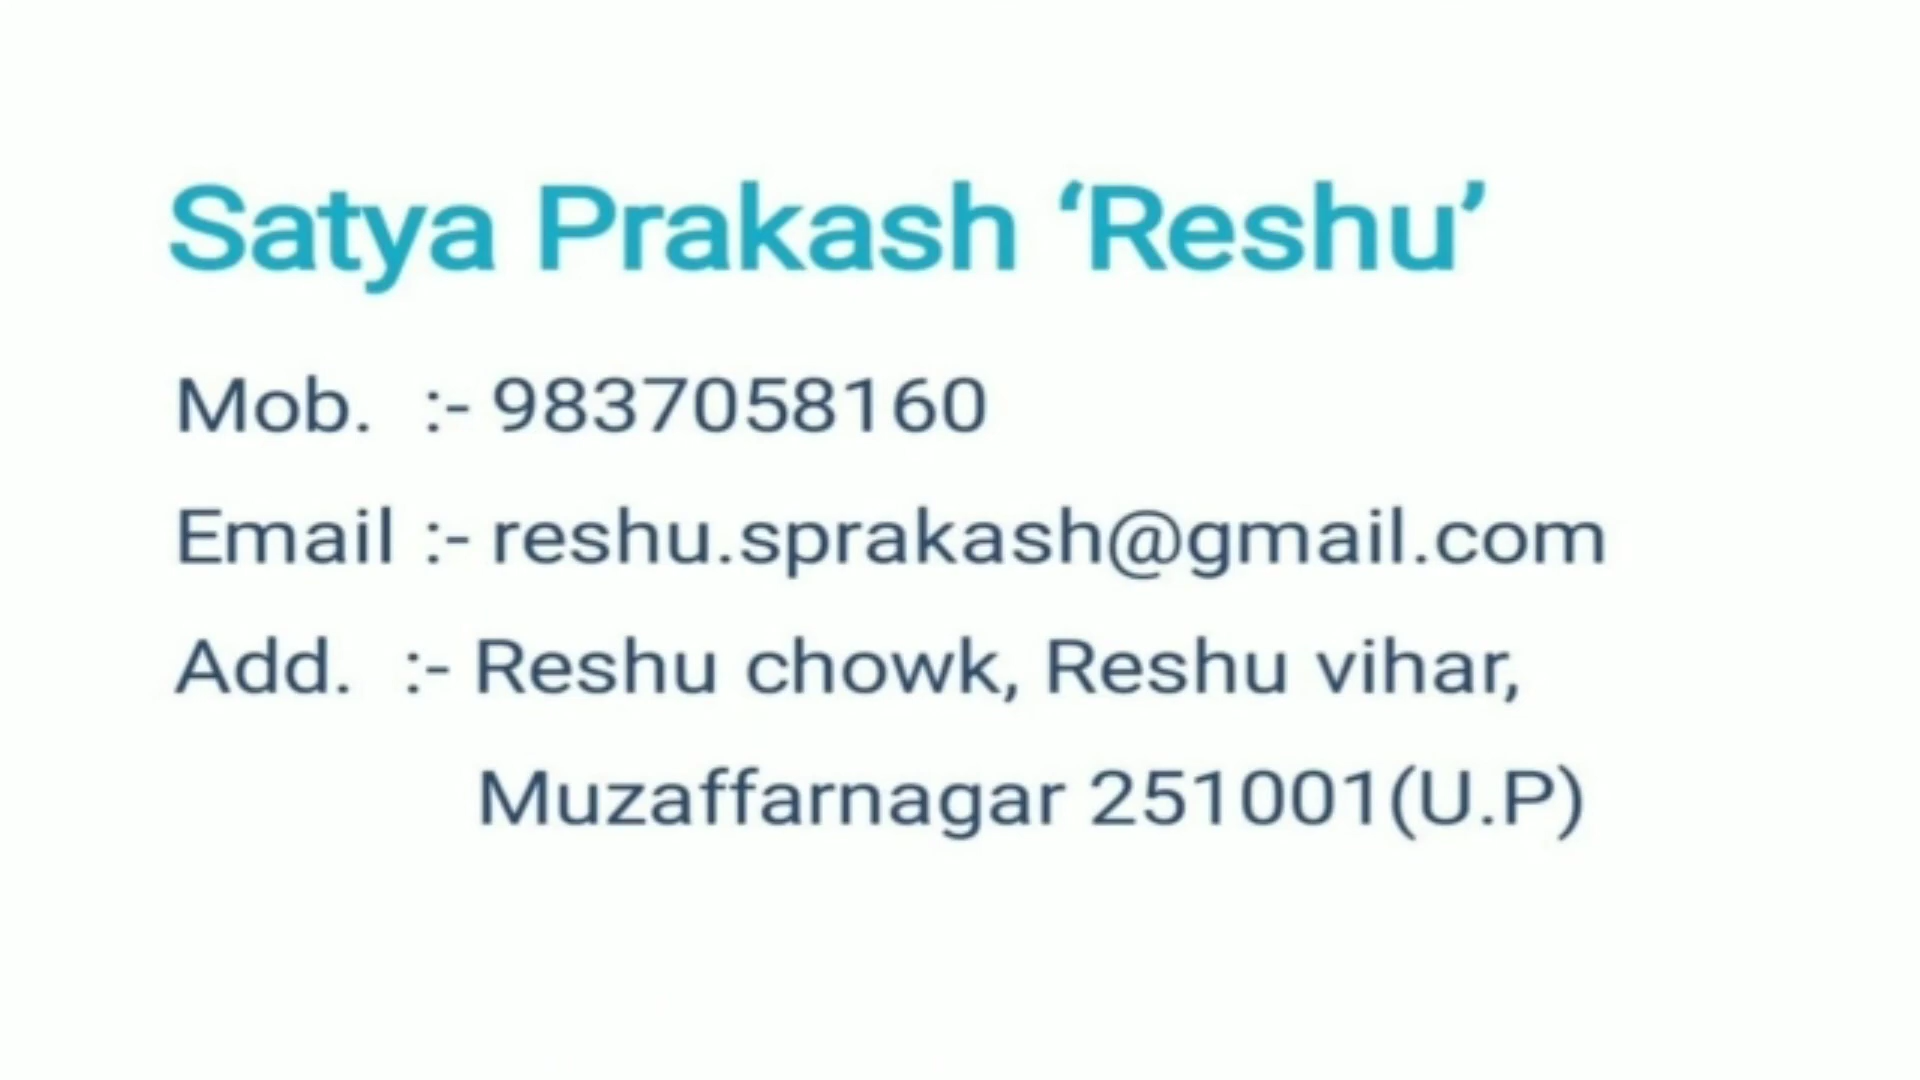 Satya Prakash ‘Reshu’
Mob. :- 9837058160
Email :- reshu.sprakash@gmail.com
Add. :- Reshu chowk, Reshu vihar,
Muzaffarnagar 251001(U.P)